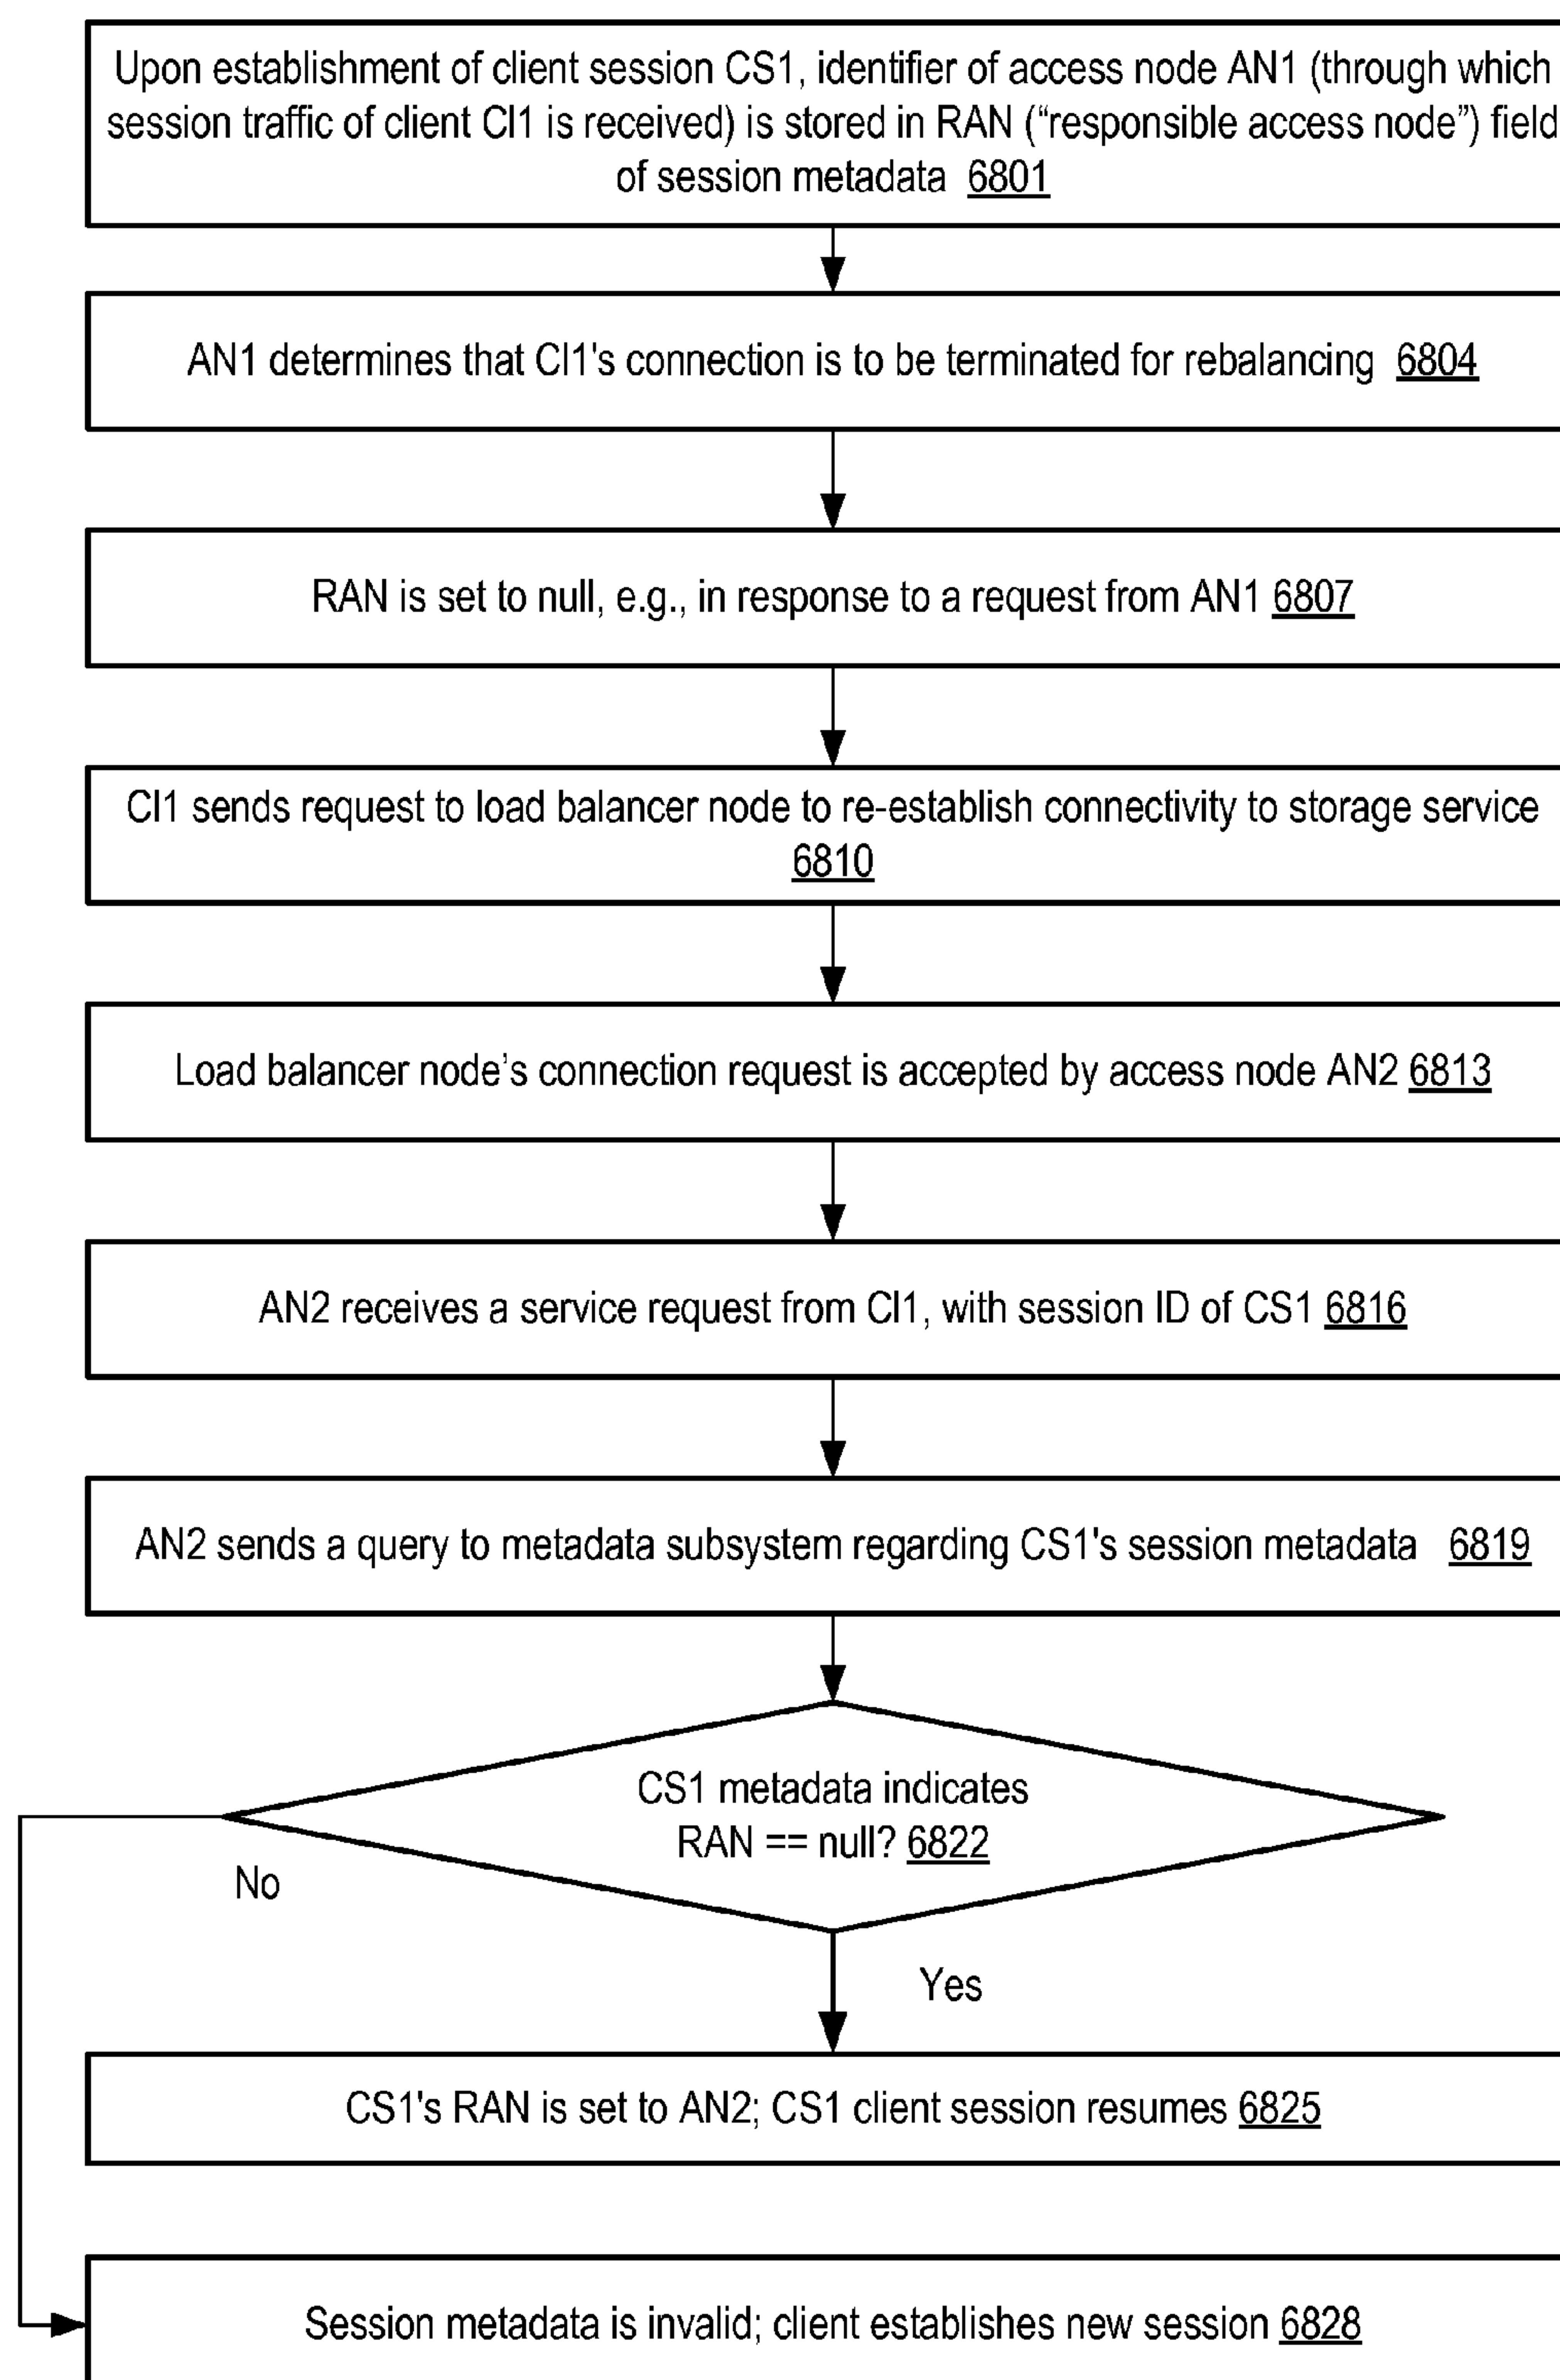 Upon establishment of client session CS1, identifier of access node AN1 (through which
session traffic of client Cl1 is received) is stored in RAN (“responsible access node”) field
of session metadata 6801
AN1 determines that Cl1's connection is to be terminated for rebalancing 6804
RAN is set to null, e.g., in response to a request from AN1 6807
Cl1 sends request to load balancer node to re-establish connectivity to storage service
6810
Load balancer node’s connection request is accepted by access node AN2 6813
AN2 receives a service request from Cl1, with session ID of CS1 6816
AN2 sends a query to metadata subsystem regarding CS1's session metadata 6819
CS1 metadata indicates
RAN == null? 6822
No
Yes
CS1's RAN is set to AN2; CS1 client session resumes 6825
Session metadata is invalid; client establishes new session 6828